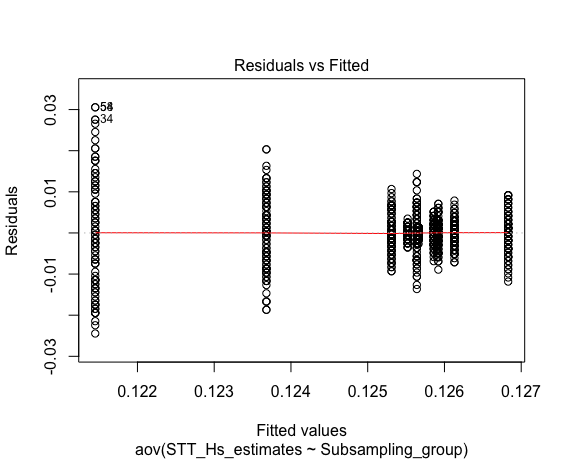 Residuals vs Fitted
Residuals
0.03
0.01
-0.01
-0.03
34
0.122 0.123 0.124 0.125 0.126 0.127
Fitted values
aov(STT_Hs_estimates ~ Subsampling_group)